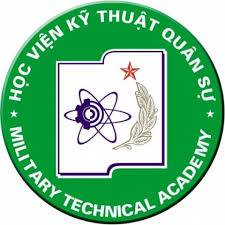 HỌC VIỆN KỸ THUẬT QUÂN SỰ
MILITARY TECHNICAL ACADEMY